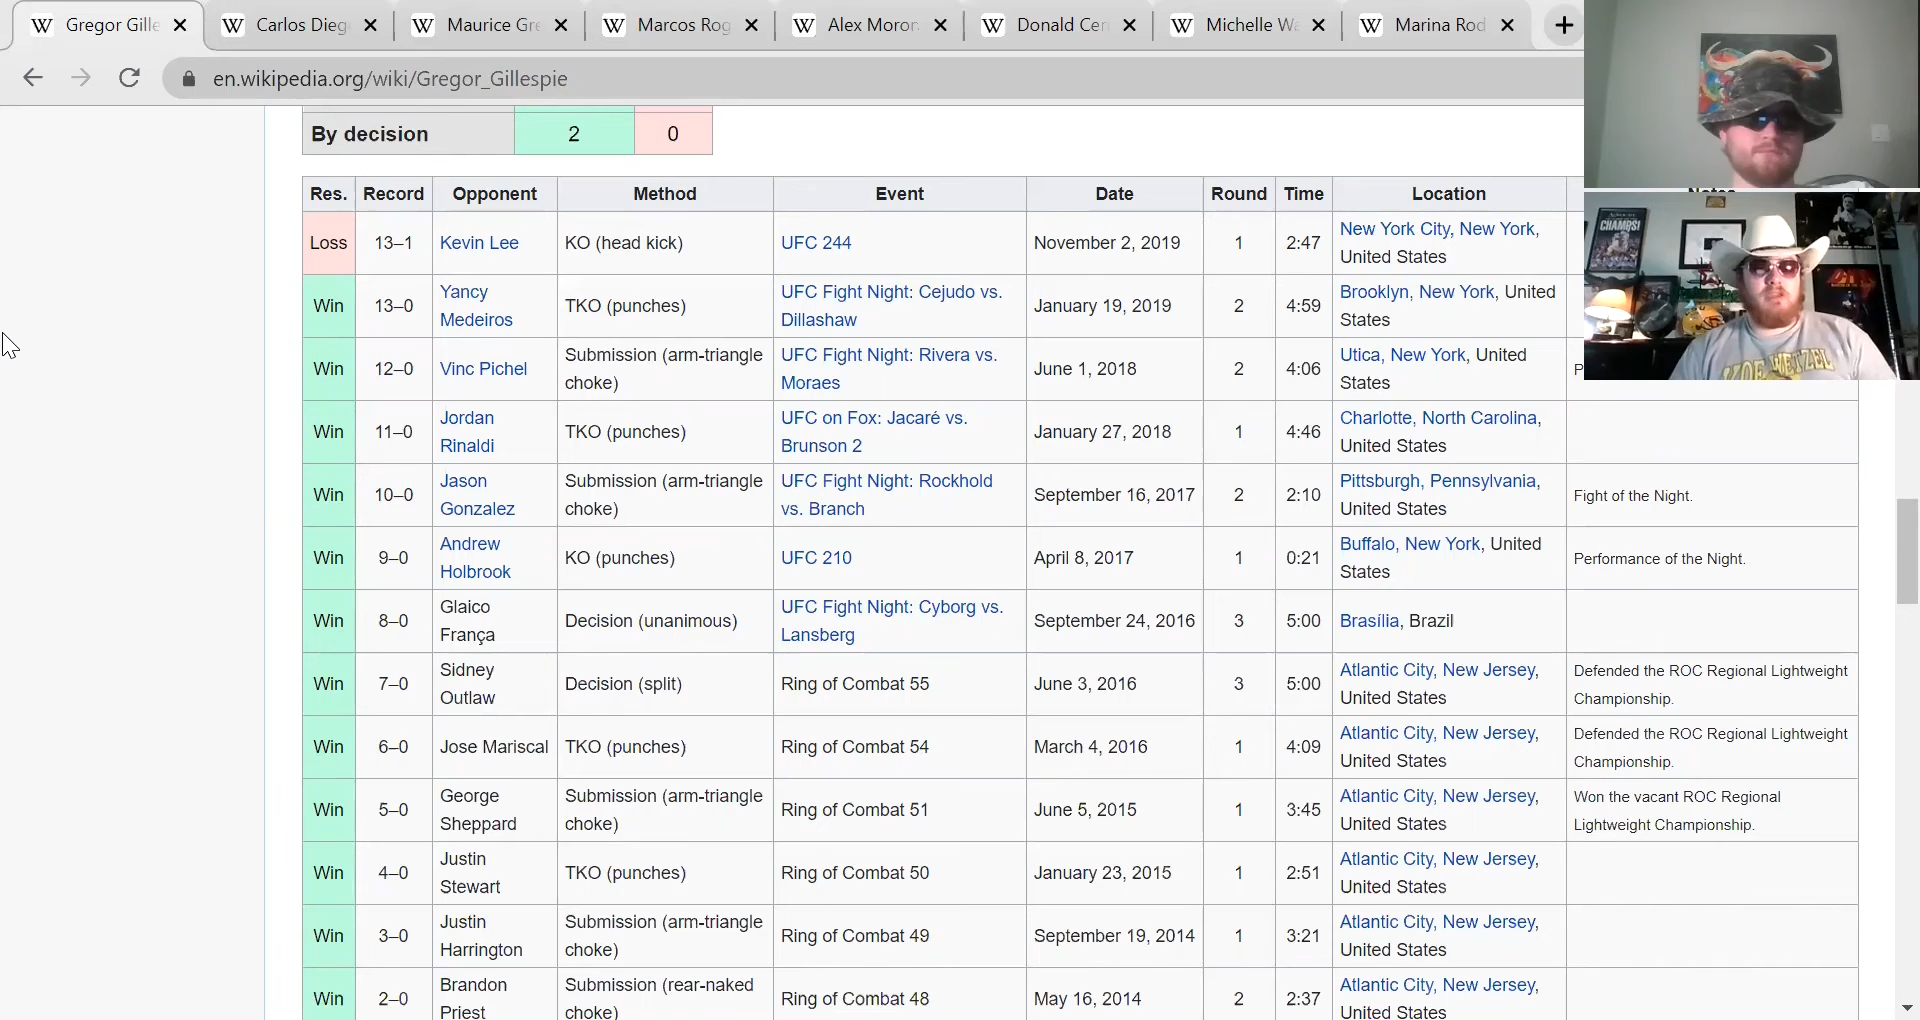 Gregor Gille
Carlos Dieg
Maurice Gre
Marcos Rog
Alex Moron
Donald Cer
Michelle Wa
Marina Rod
en.wikipedia.org/wiki/Gregor_Gillespie
By decision 2 0
Res. Record Opponent Method Event Date Round Time Location Notes
Loss 13–1 Kevin Lee KO (head kick) UFC 244 November 2, 2019 1 2:47 New York City, New York,
United States
Win 13–0 Yancy
Medeiros TKO (punches) UFC Fight Night: Cejudo vs.
Dillashaw January 19, 2019 2 4:59 Brooklyn, New York, United
States
Win 12–0 Vinc Pichel Submission (arm-triangle
choke) UFC Fight Night: Rivera vs.
Moraes June 1, 2018 2 4:06 Utica, New York, United
States P
Win 11–0 Jordan
Rinaldi TKO (punches) UFC on Fox: Jacaré vs.
Brunson 2 January 27, 2018 1 4:46 Charlotte, North Carolina,
United States
Win 10–0 Jason
Gonzalez Submission (arm-triangle
choke) UFC Fight Night: Rockhold
vs. Branch September 16, 2017 2 2:10 Pittsburgh, Pennsylvania,
United States Fight of the Night.
Win 9–0 Andrew
Holbrook KO (punches) UFC 210 April 8, 2017 1 0:21 Buffalo, New York, United
States Performance of the Night.
Win 8–0 Glaico
França Decision (unanimous) UFC Fight Night: Cyborg vs.
Lansberg September 24, 2016 3 5:00 Brasília, Brazil
Win 7–0 Sidney
Outlaw Decision (split) Ring of Combat 55 June 3, 2016 3 5:00 Atlantic City, New Jersey,
United States Defended the ROC Regional Lightweight
Championship.
Win 6–0 Jose Mariscal TKO (punches) Ring of Combat 54 March 4, 2016 1 4:09 Atlantic City, New Jersey,
United States Defended the ROC Regional Lightweight
Championship.
Win 5–0 George
Sheppard Submission (arm-triangle
choke) Ring of Combat 51 June 5, 2015 1 3:45 Atlantic City, New Jersey,
United States Won the vacant ROC Regional
Lightweight Championship.
Win 4–0 Justin
Stewart TKO (punches) Ring of Combat 50 January 23, 2015 1 2:51 Atlantic City, New Jersey,
United States
Win 3–0 Justin
Harrington Submission (arm-triangle
choke) Ring of Combat 49 September 19, 2014 1 3:21 Atlantic City, New Jersey,
United States
Win 2–0 Brandon
Priest Submission (rear-naked
choke) Ring of Combat 48 May 16, 2014 2 2:37 Atlantic City, New Jersey,
United States
CHAMPS!
KOE WETZEL